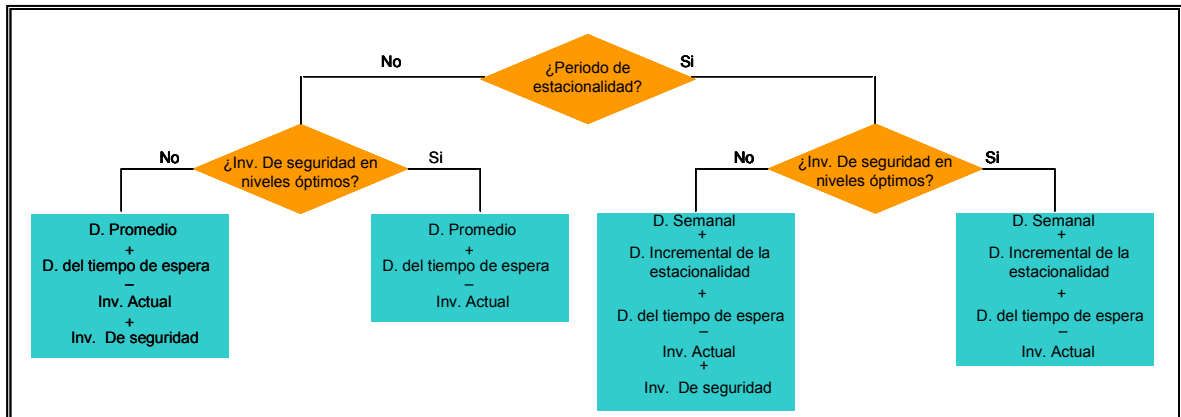 No
¿Periodo de
estacionalidad?
Si
No
¿Inv. De seguridad en
niveles óptimos?
Si
No
¿Inv. De seguridad en
niveles óptimos?
Si
D. Promedio
+
D. del tiempo de espera
–
Inv. Actual
+
Inv. De seguridad
D. Promedio
+
D. del tiempo de espera
–
Inv. Actual
D. Semanal
+
D. Incremental de la
estacionalidad
+
D. del tiempo de espera
–
Inv. Actual
+
Inv. De seguridad
D. Semanal
+
D. Incremental de la
estacionalidad
+
D. del tiempo de espera
–
Inv. Actual